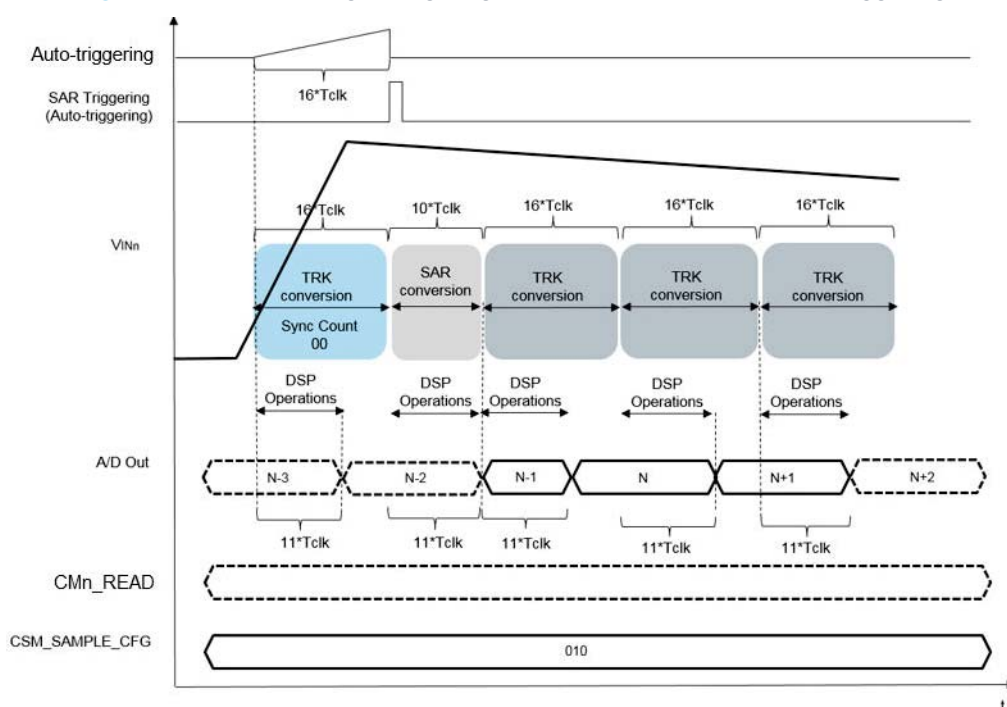 Auto-triggering
16*Tclk
SAR Triggering
(Auto-triggering)
16*Tclk
10*Tclk
16*Tclk
16*Tclk
16*Tclk
VINn
TRK
conversion
Sync Count
00
SAR
conversion
TRK
conversion
TRK
conversion
TRK
conversion
DSP
Operations
DSP
Operations
DSP
Operations
DSP
Operations
DSP
Operations
A/D Out
N-3
N-2
N-1
N
N+1
N+2
11*Tclk
11*Tclk
11*Tclk
11*Tclk
11*Tclk
CMn_READ
CSM_SAMPLE_CFG
010
t